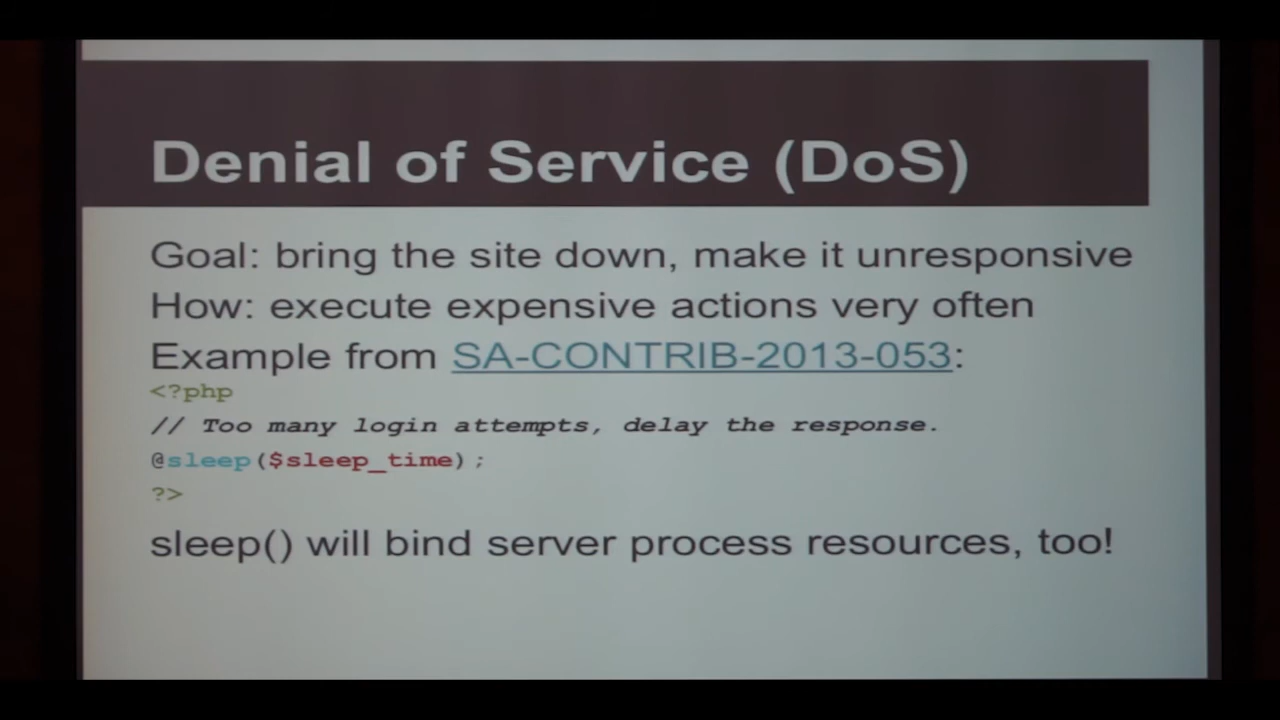 Denial of Service (DoS)
Goal: bring the site down, make it unresponsive
How: execute expensive actions very often
Example from SA-CONTRIB-2013-053:
<?php
// Too many login attempts, delay the response.
@sleep($sleep_time);
?>
sleep() will bind server process resources, too!